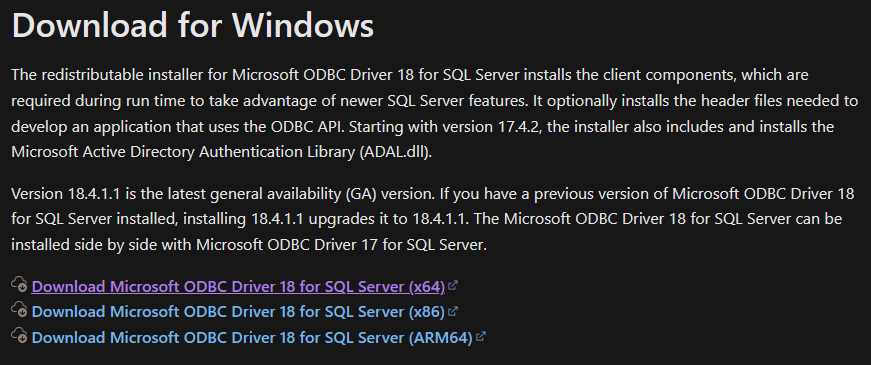 Download for Windows
The redistributable installer for Microsoft ODBC Driver 18 for SQL Server installs the client components, which are
required during run time to take advantage of newer SQL Server features. It optionally installs the header files needed to
develop an application that uses the ODBC API. Starting with version 17.4.2, the installer also includes and installs the
Microsoft Active Directory Authentication Library (ADAL.dll).
Version 18.4.1.1 is the latest general availability (GA) version. If you have a previous version of Microsoft ODBC Driver 18
for SQL Server installed, installing 18.4.1.1 upgrades it to 18.4.1.1. The Microsoft ODBC Driver 18 for SQL Server can be
installed side by side with Microsoft ODBC Driver 17 for SQL Server.
Download Microsoft ODBC Driver 18 for SQL Server (x64)
Download Microsoft ODBC Driver 18 for SQL Server (x86)
Download Microsoft ODBC Driver 18 for SQL Server (ARM64)